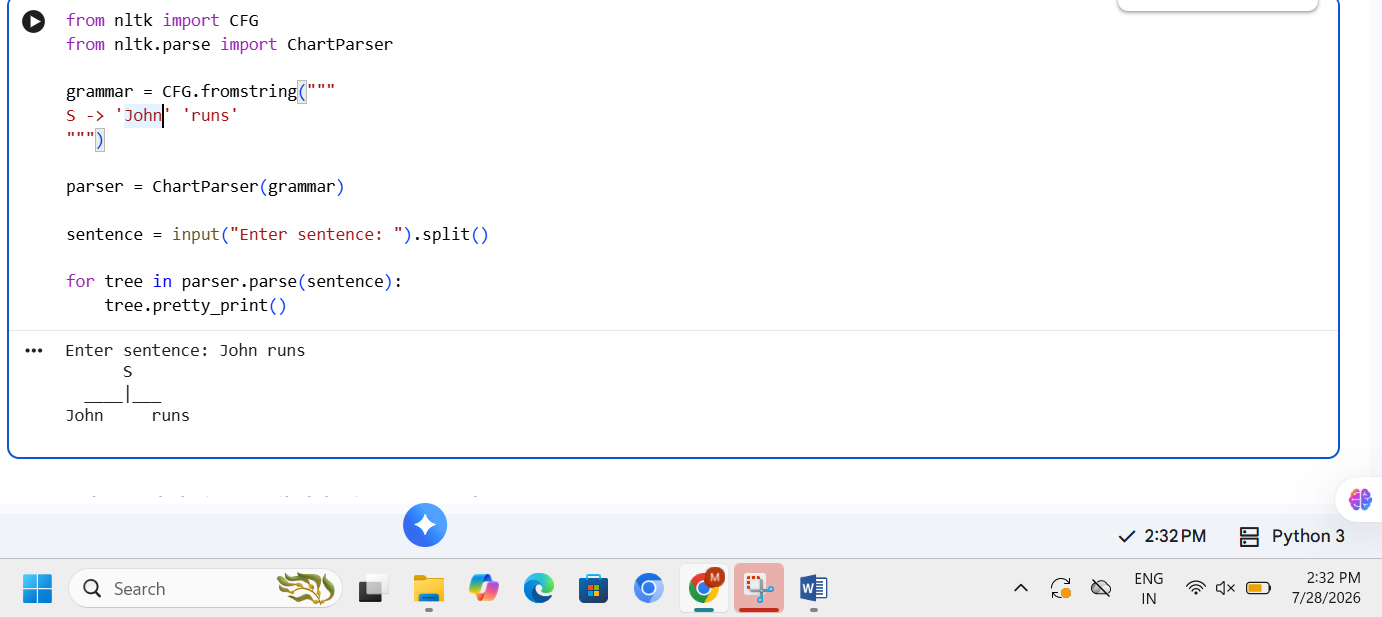 from nltk import CFG
from nltk.parse import ChartParser
grammar = CFG.fromstring("""
S -> 'John' 'runs'
""")
parser = ChartParser(grammar)
sentence = input("Enter sentence: ").split()
for tree in parser.parse(sentence):
    tree.pretty_print()
Enter sentence: John runs
      S
  ____|___
John     runs
2:32 PM Python 3
Search
M
W
ENG
IN
2:32 PM
7/28/2026